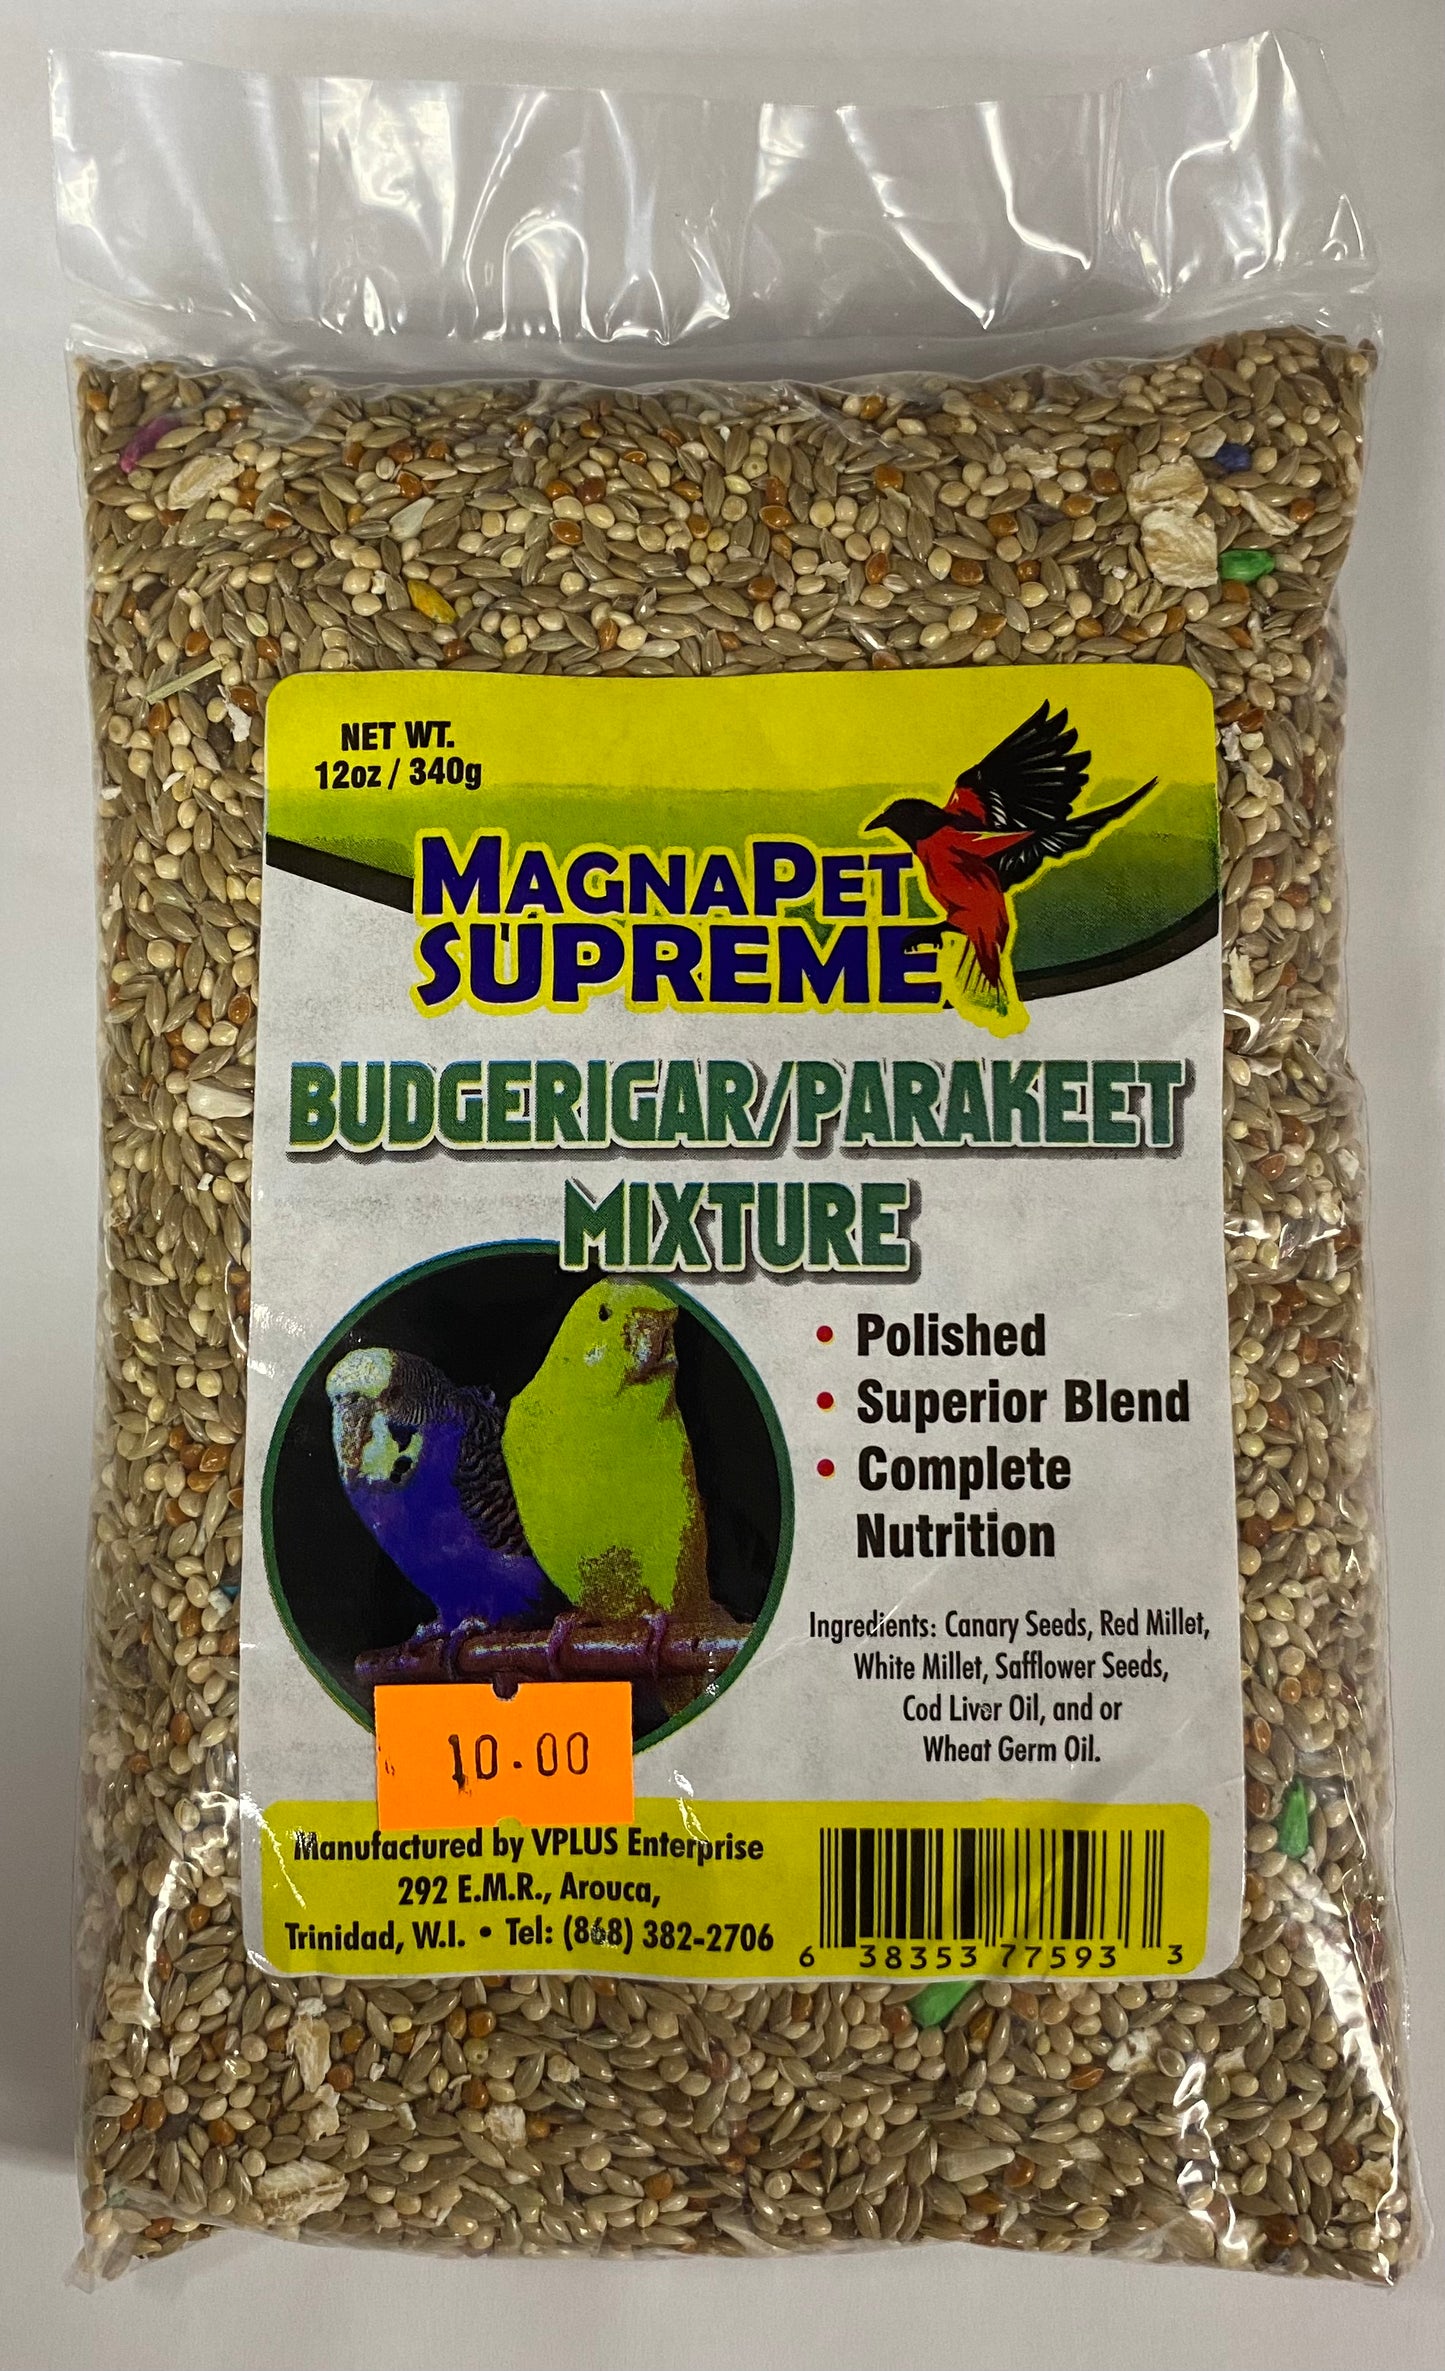 NET WT.
12oz / 340g
MAGNAPET
SUPREME
BUDGERIGAR/PARAKEET
MIXTURE
• Polished
• Superior Blend
• Complete
Nutrition
Ingredients: Canary Seeds, Red Millet,
White Millet, Safflower Seeds,
Cod Liver Oil, and or
Wheat Germ Oil.
10.00
Manufactured by VPLUS Enterprise
292 E.M.R., Arouca,
Trinidad, W.I. • Tel: (868) 382-2706
6 38353 77593 3